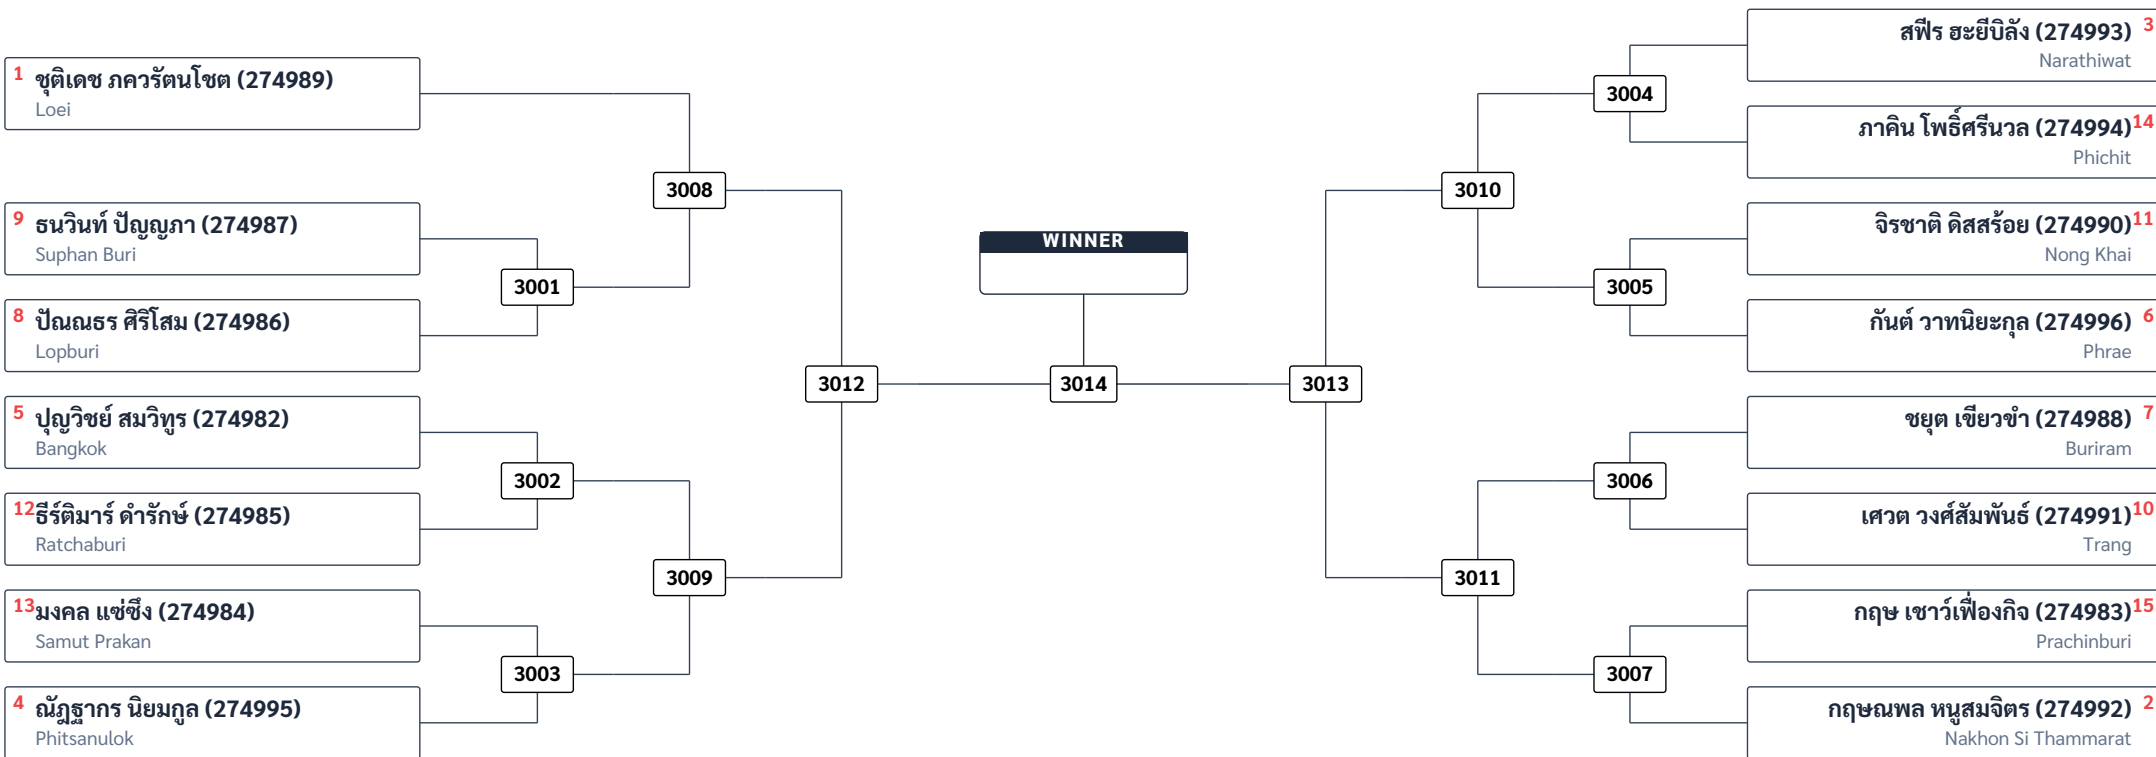 1 ชุติเดช ภควรัตนโชต (274989)
Loei
9 ธนวินท์ ปัญญภา (274987)
Suphan Buri
8 ปัณณธร ศิริโสม (274986)
Lopburi
5 ปุญวิชย์ สมวิทูร (274982)
Bangkok
12 ธีร์ติมาร์ ดำรักษ์ (274985)
Ratchaburi
13 มงคล แซ่ซึง (274984)
Samut Prakan
4 ณัฏฐากร นิยมกูล (274995)
Phitsanulok
3001
3002
3003
3008
3009
3012
WINNER
3014
3013
3010
3011
3004
3005
3006
3007
สฟีร ฮะยีบิลัง (274993) 3
Narathiwat
ภาคิน โพธิ์ศรีนวล (274994) 14
Phichit
จิรชาติ ดิสสร้อย (274990) 11
Nong Khai
กันต์ วาทนิยะกุล (274996) 6
Phrae
ชยุต เขียวขำ (274988) 7
Buriram
เศวต วงศ์สัมพันธ์ (274991) 10
Trang
กฤษ เชาว์เฟื่องกิจ (274983) 15
Prachinburi
กฤษณพล หนูสมจิตร (274992) 2
Nakhon Si Thammarat